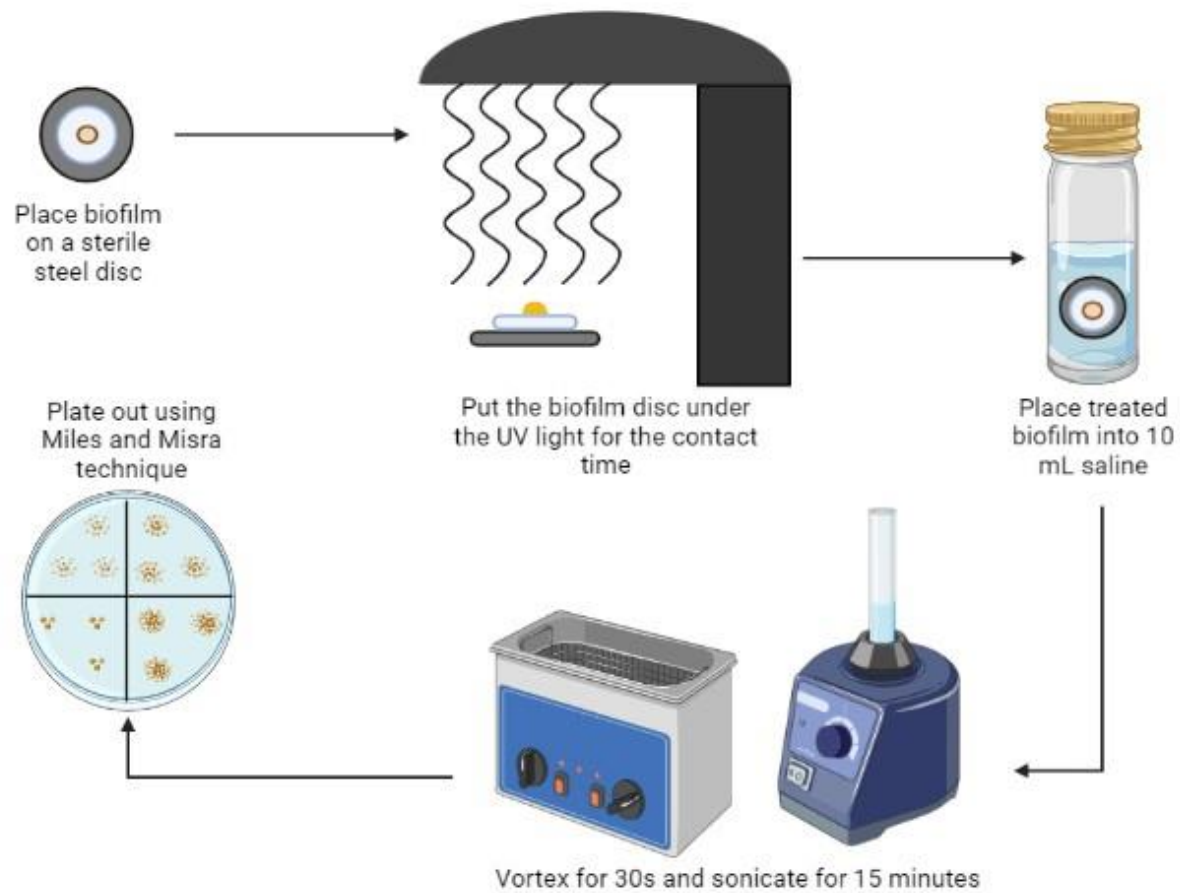 Place biofilm
on a sterile
steel disc
Put the biofilm disc under
the UV light for the contact
time
Place treated
biofilm into 10
mL saline
Vortex for 30s and sonicate for 15 minutes
Plate out using
Miles and Misra
technique